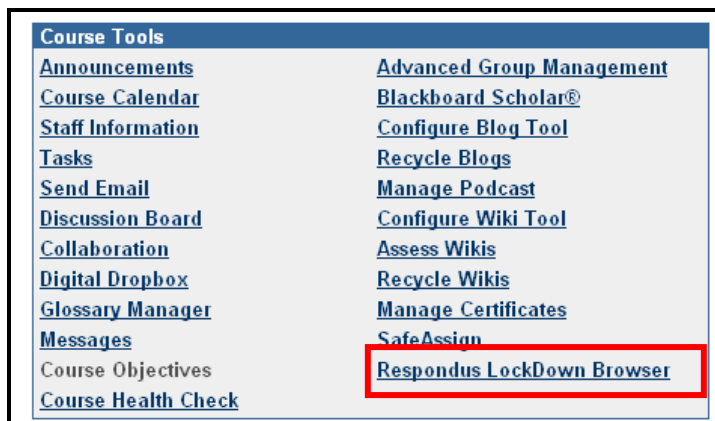 Course Tools
Announcements
Course Calendar
Staff Information
Tasks
Send Email
Discussion Board
Collaboration
Digital Dropbox
Glossary Manager
Messages
Course Objectives
Course Health Check
Advanced Group Management
Blackboard Scholar®
Configure Blog Tool
Recycle Blogs
Manage Podcast
Configure Wiki Tool
Assess Wikis
Recycle Wikis
Manage Certificates
SafeAssign
Respondus LockDown Browser